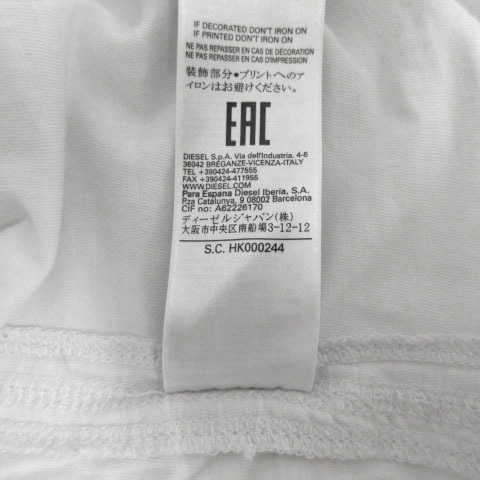 IF DECORATED DON'T IRON ON
IF PRINTED DON'T IRON ON
NE PAS REPASSER EN CAS DE DÉCORATION
NE PAS REPASSER EN CAS D'IMPRESSION
装飾部分●プリントへのア
イロンはお避けください。
EAC
DIESEL S.p.A. Via dell'Industria, 4-6
36042 BREGANZE-VICENZA-ITALY
TEL +390424-477555
FAX +390424-411955
WWW.DIESEL.COM
Para Espana Diesel Iberia, S.A.
Pza Catalunya, 9 08002 Barcelona
CIF no: A62226170
ディーゼルジャパン(株)
大阪市中央区南船場3-12-12
S.C. HK000244